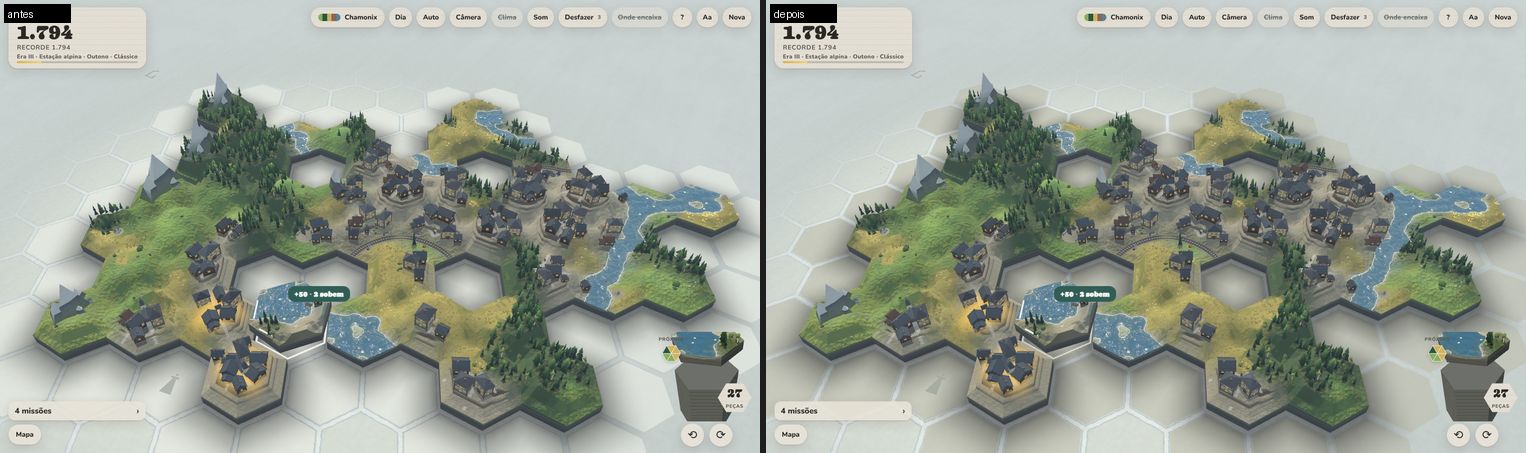 antes
1.794
RECORDE 1.794
Era III · Estação alpina · Outono · Clássico
Chamonix
Dia
Auto
Câmera
Clima
Som
Desfazer 3
Onde encaixa
?
Aa
Nova
+50 · 2 sobem
27
PEÇAS
4 missões ›
Mapa
depois
1.794
RECORDE 1.794
Era III · Estação alpina · Outono · Clássico
Chamonix
Dia
Auto
Câmera
Clima
Som
Desfazer 3
Onde encaixa
?
Aa
Nova
+50 · 2 sobem
27
PEÇAS
4 missões ›
Mapa